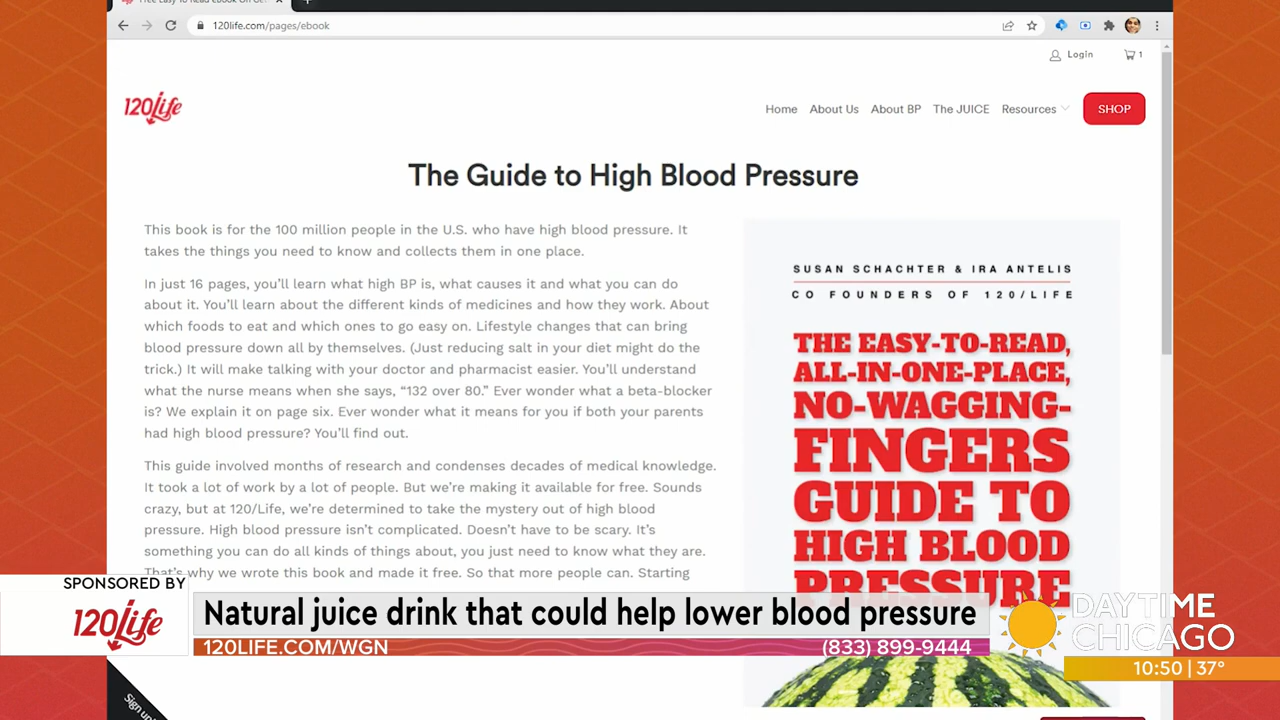 Free Easy To Read eBook On Ge
120life.com/pages/ebook
Login
1
120Life
Home
About Us
About BP
The JUICE
Resources
SHOP
The Guide to High Blood Pressure
This book is for the 100 million people in the U.S. who have high blood pressure. It
takes the things you need to know and collects them in one place.
In just 16 pages, you'll learn what high BP is, what causes it and what you can do
about it. You'll learn about the different kinds of medicines and how they work. About
which foods to eat and which ones to go easy on. Lifestyle changes that can bring
blood pressure down all by themselves. (Just reducing salt in your diet might do the
trick.) It will make talking with your doctor and pharmacist easier. You'll understand
what the nurse means when she says, “132 over 80.” Ever wonder what a beta-blocker
is? We explain it on page six. Ever wonder what it means for you if both your parents
had high blood pressure? You'll find out.
This guide involved months of research and condenses decades of medical knowledge.
It took a lot of work by a lot of people. But we're making it available for free. Sounds
crazy, but at 120/Life, we're determined to take the mystery out of high blood
pressure. High blood pressure isn't complicated. Doesn't have to be scary. It's
something you can do all kinds of things about, you just need to know what they are.
That's why we wrote this book and made it free. So that more people can. Starting
SUSAN SCHACHTER & IRA ANTELIS
CO FOUNDERS OF 120/LIFE
THE EASY-TO-READ,
ALL-IN-ONE-PLACE,
NO-WAGGING-
FINGERS
GUIDE TO
HIGH BLOOD
PRESSURE
SPONSORED BY
120Life
Natural juice drink that could help lower blood pressure
120LIFE.COM/WGN
(833) 899-9444
DAYTIME
CHICAGO
10:50 | 37°
Sign up